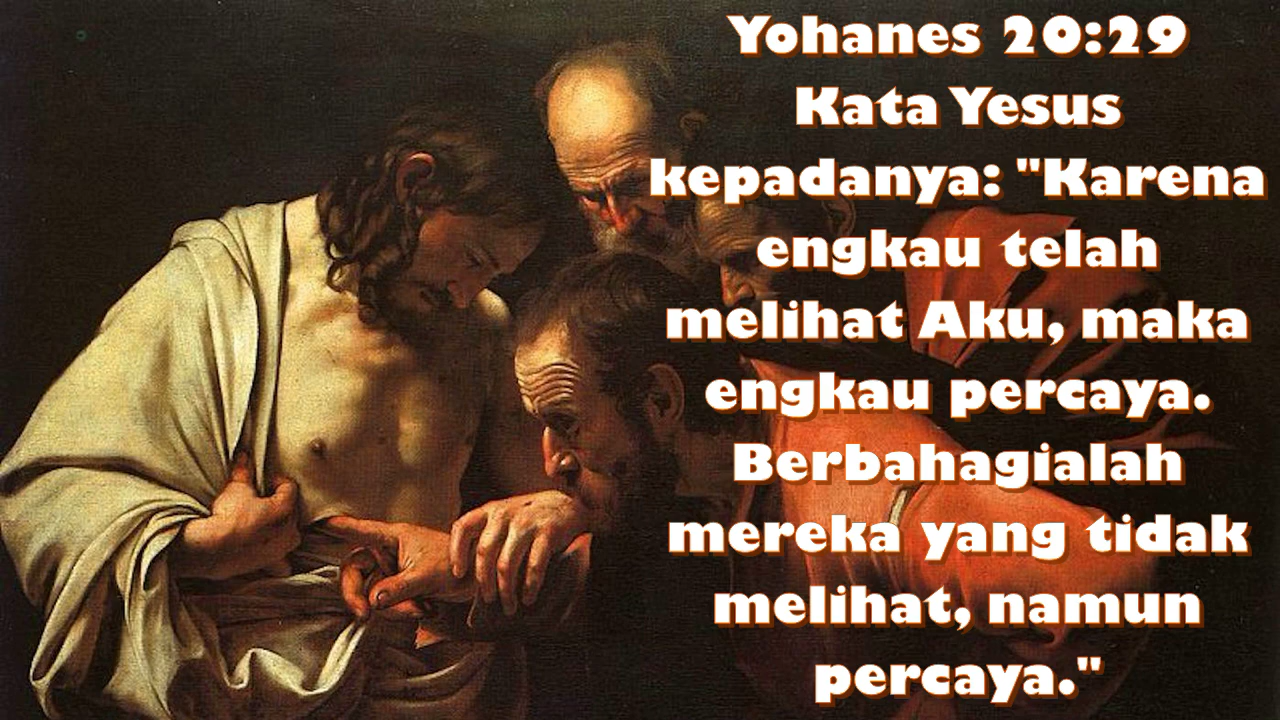 Yohanes 20:29
Kata Yesus
kepadanya: "Karena
engkau telah
melihat Aku, maka
engkau percaya.
Berbahagialah
mereka yang tidak
melihat, namun
percaya."